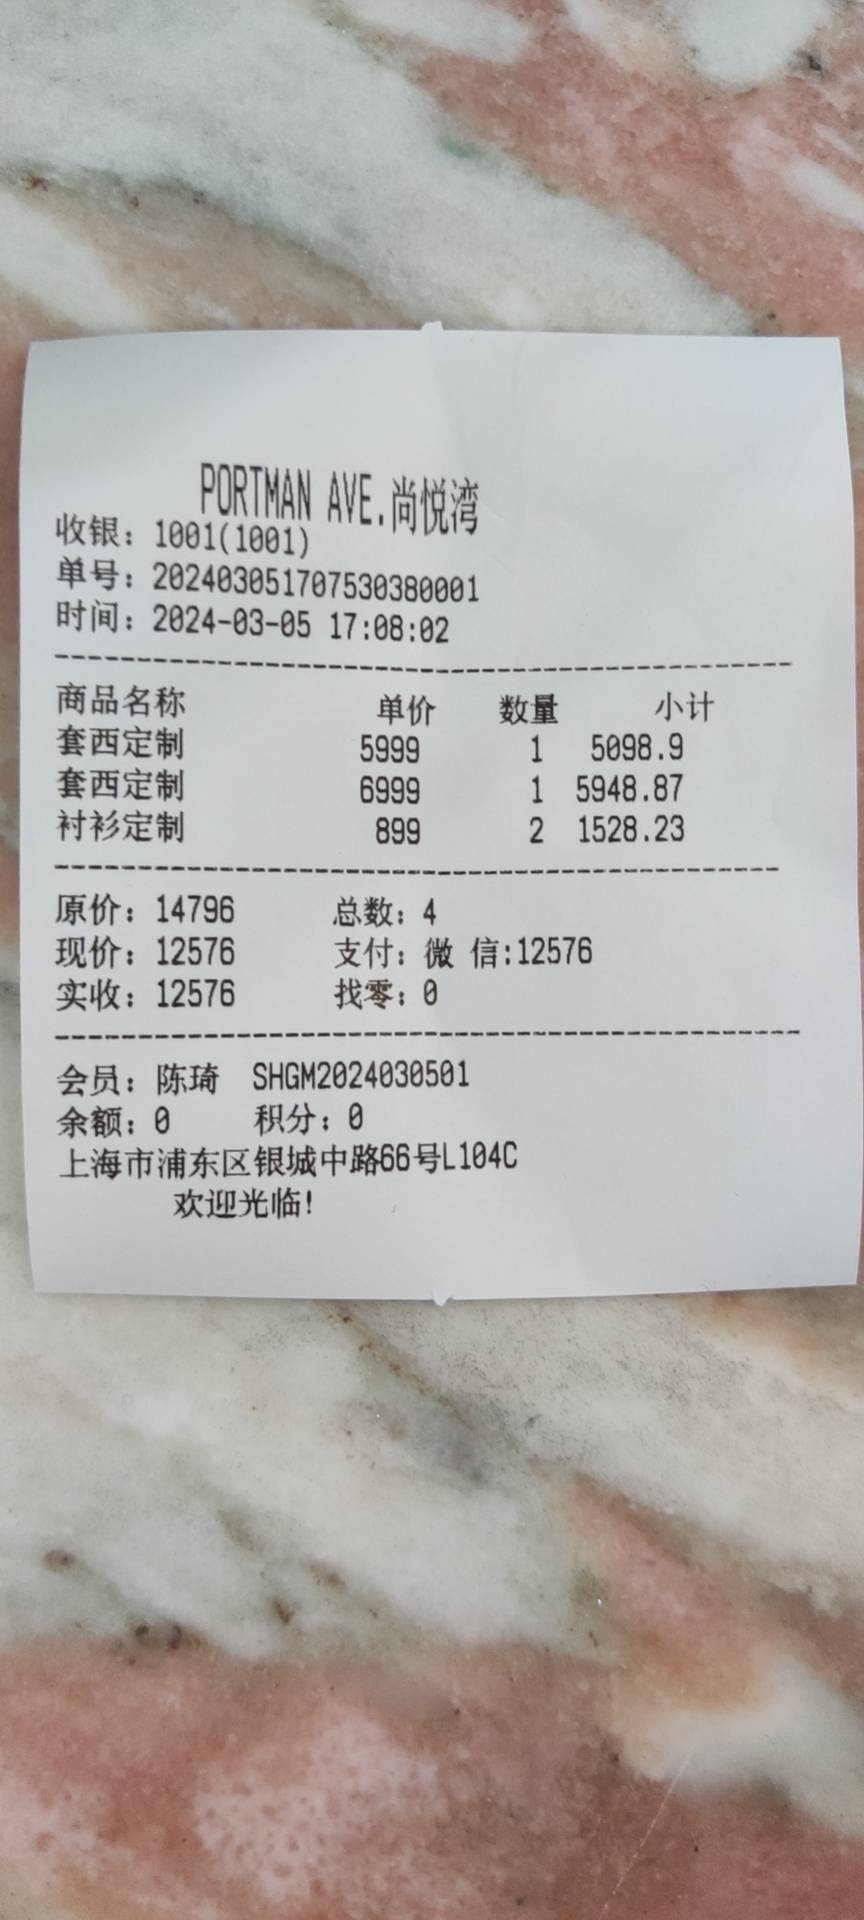 PORTMAN AVE.尚悦湾
收银：1001(1001)
单号：202403051707530380001
时间：2024-03-05 17:08:02
商品名称 单价 数量 小计
套西定制 5999 1 5098.9
套西定制 6999 1 5948.87
衬衫定制 899 2 1528.23
原价：14796 总数：4
现价：12576 支付：微 信:12576
实收：12576 找零：0
会员：陈琦 SHGM2024030501
余额：0 积分：0
上海市浦东区银城中路66号L104C
欢迎光临!